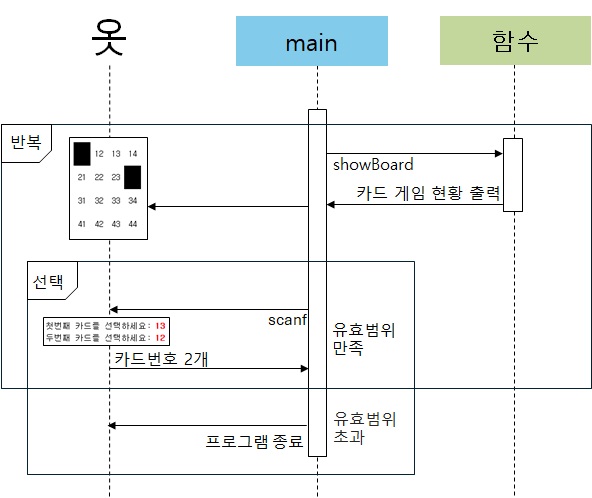 옷
main
함수
반복
12 13 14
21 22 23
31 32 33 34
41 42 43 44
showBoard
카드 게임 현황 출력
선택
scanf
첫번째 카드를 선택하세요: 13
두번째 카드를 선택하세요: 12
유효범위
만족
카드번호 2개
유효범위
초과
프로그램 종료